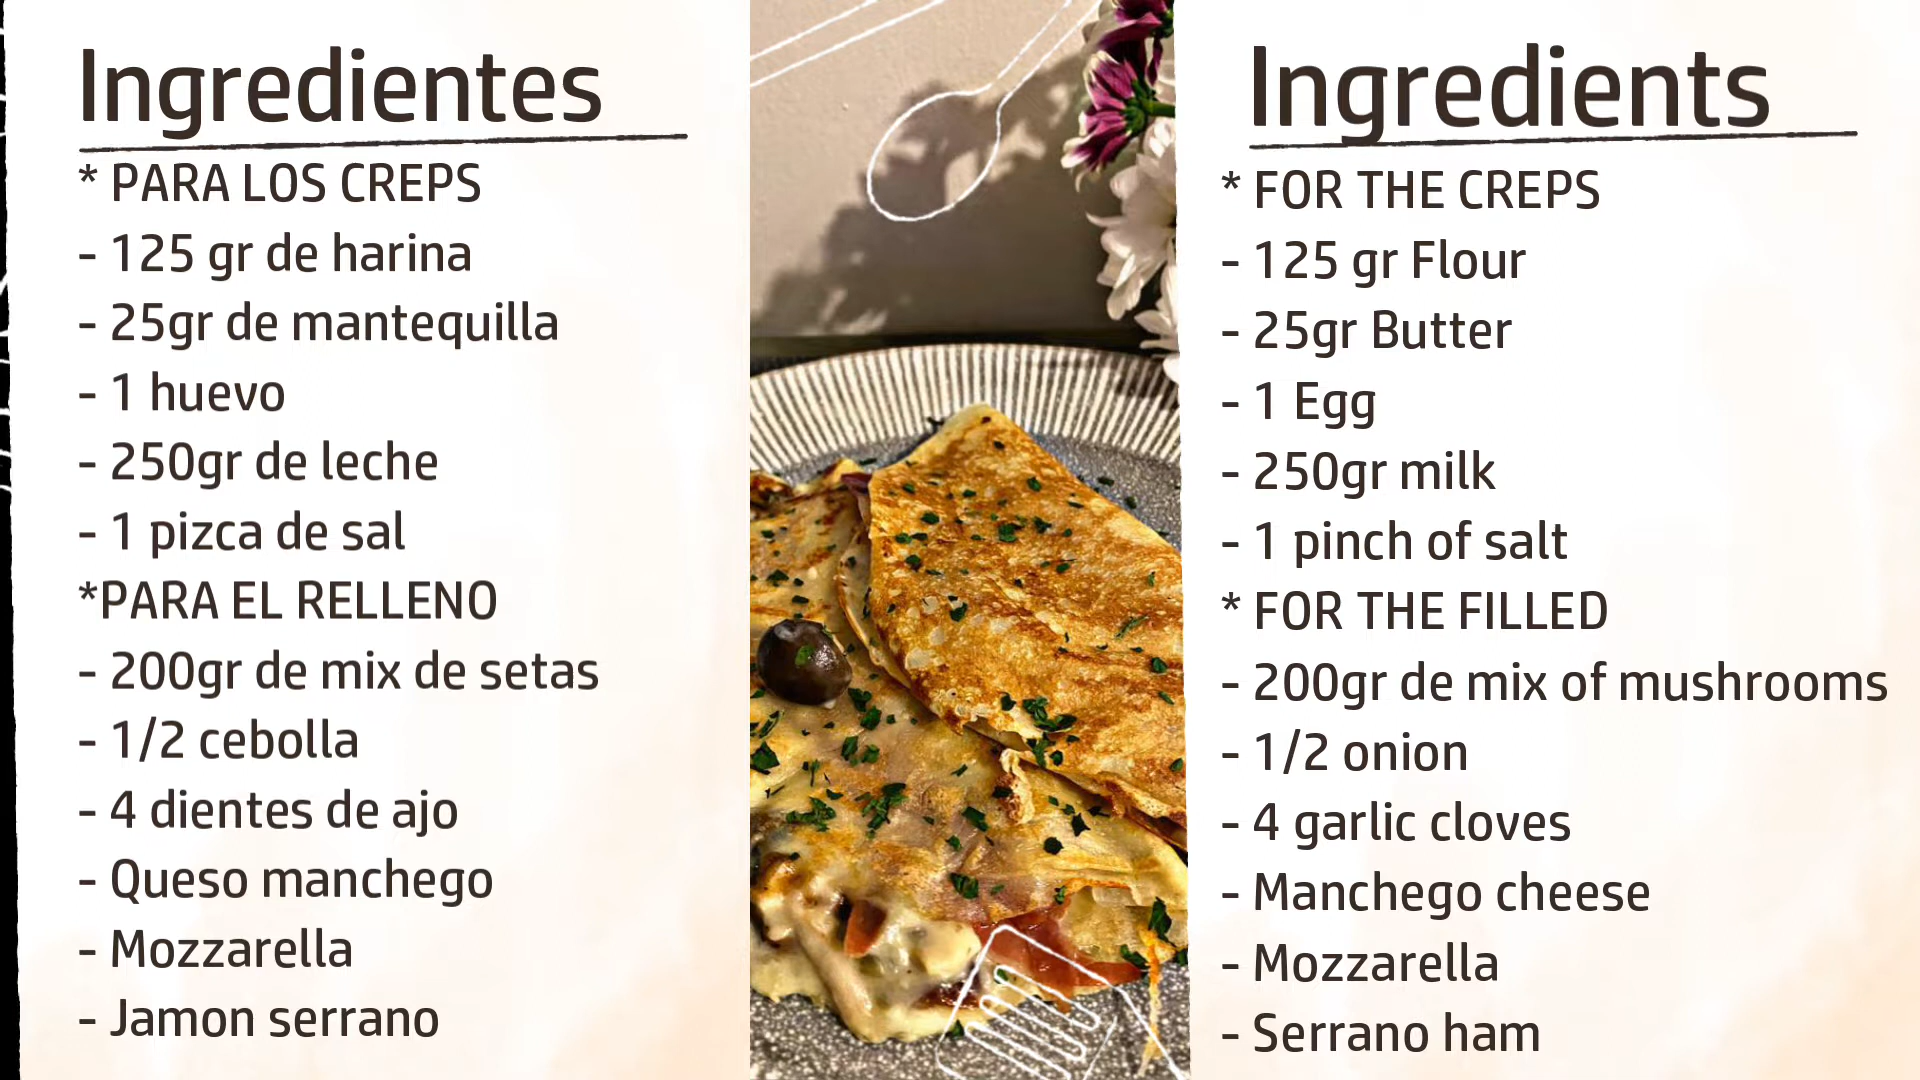 Ingredientes
* PARA LOS CREPS
- 125 gr de harina
- 25gr de mantequilla
- 1 huevo
- 250gr de leche
- 1 pizca de sal
*PARA EL RELLENO
- 200gr de mix de setas
- 1/2 cebolla
- 4 dientes de ajo
- Queso manchego
- Mozzarella
- Jamon serrano
Ingredients
* FOR THE CREPS
- 125 gr Flour
- 25gr Butter
- 1 Egg
- 250gr milk
- 1 pinch of salt
* FOR THE FILLED
- 200gr de mix of mushrooms
- 1/2 onion
- 4 garlic cloves
- Manchego cheese
- Mozzarella
- Serrano ham